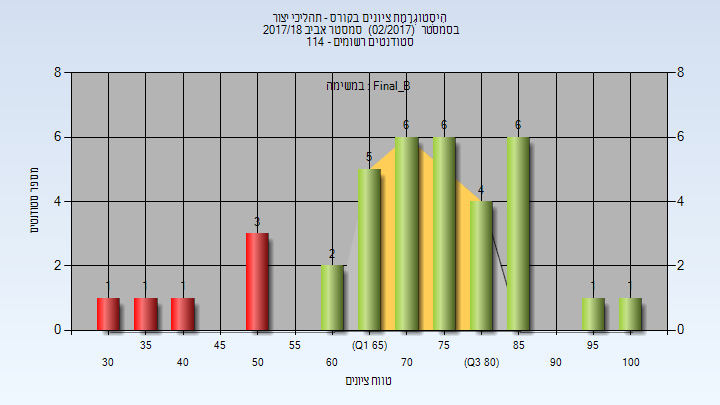 היסטוגרמת ציונים בקורס - תהליכי יצור
בסמסטר (02/2017) סמסטר אביב 2017/18
סטודנטים רשומים - 114
במשימה : Final_B
מספר סטודנטים
8 8
6 6
4 4
2 2
0 0
1 1 1 3 2 5 6 6 4 6 1 1
35 45 55 (Q1 65) 75 85 95
30 40 50 60 70 (Q3 80) 90 100
טווח ציונים